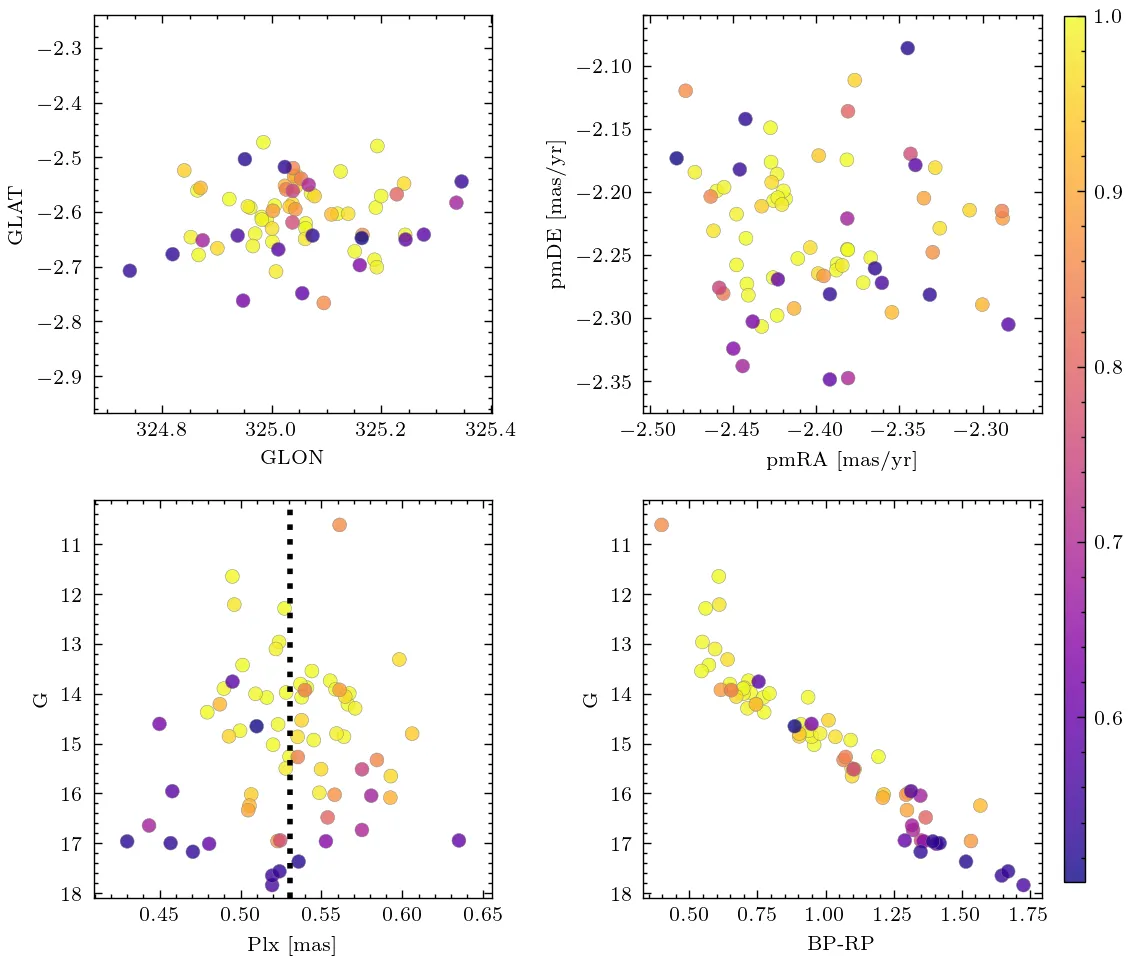 −2.3
−2.4
−2.5
−2.6
−2.7
−2.8
−2.9
GLAT
324.8 325.0 325.2 325.4
GLON
−2.10
−2.15
−2.20
−2.25
−2.30
−2.35
pmDE [mas/yr]
−2.50 −2.45 −2.40 −2.35 −2.30
pmRA [mas/yr]
1.0
0.9
0.8
0.7
0.6
11
12
13
14
15
16
17
18
G
0.45 0.50 0.55 0.60 0.65
Plx [mas]
11
12
13
14
15
16
17
18
G
0.50 0.75 1.00 1.25 1.50 1.75
BP-RP